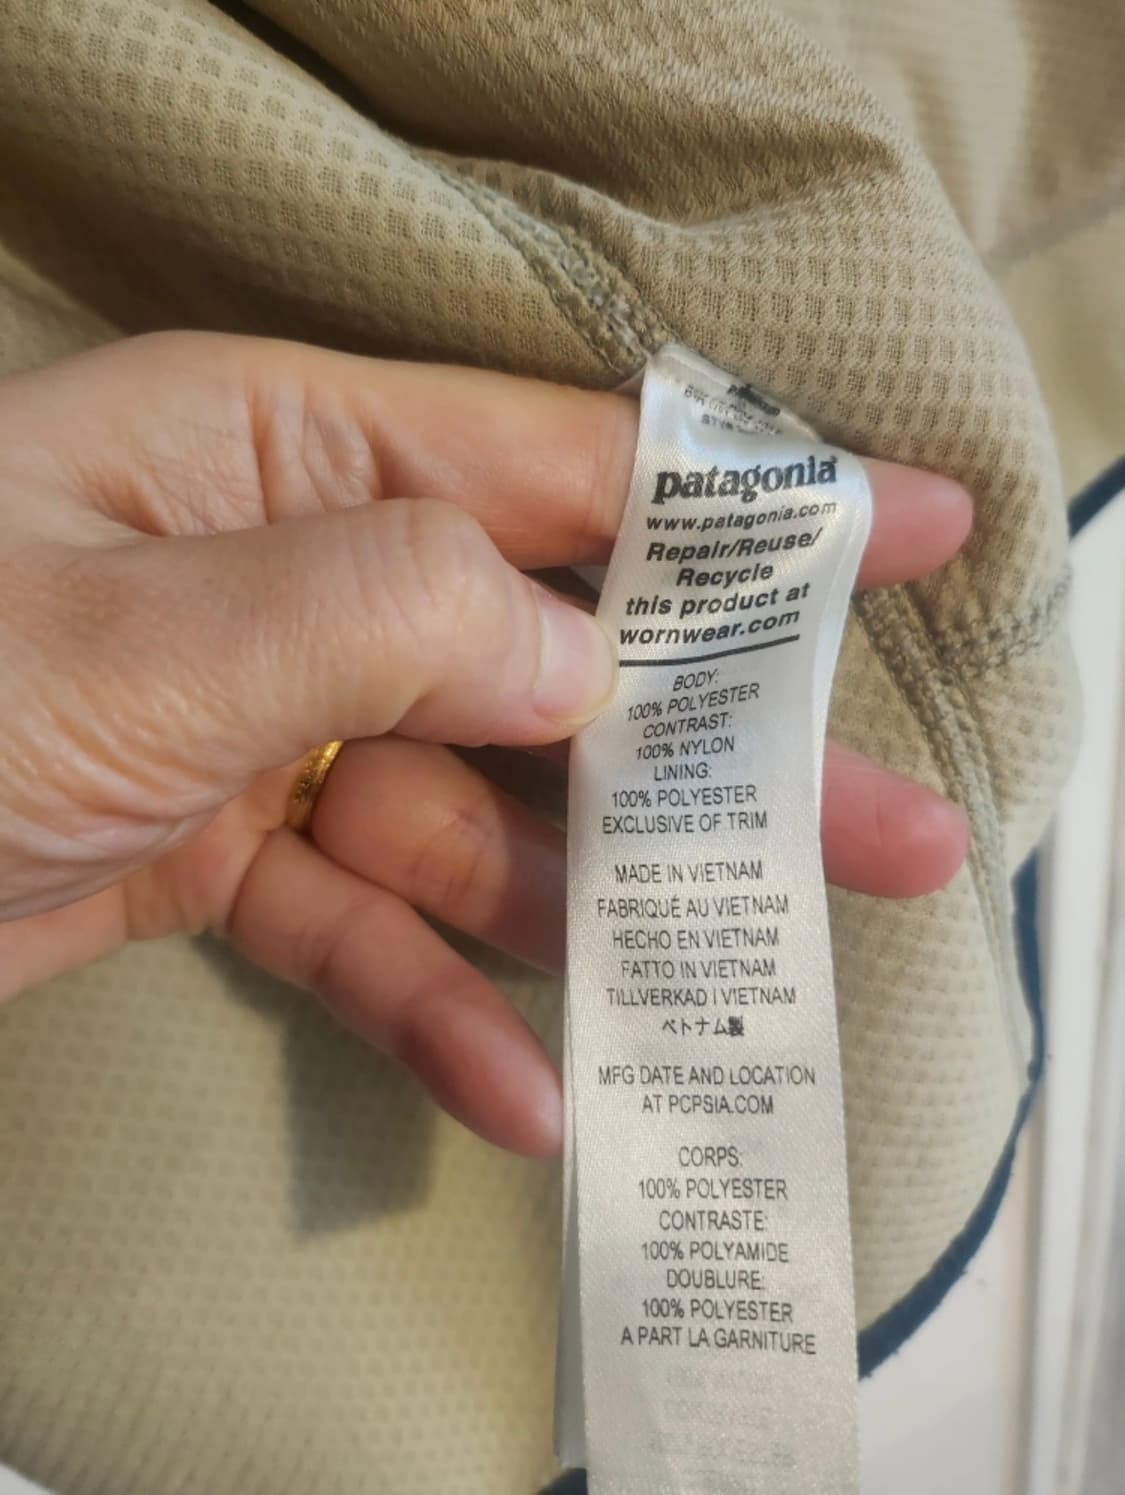 patagonia®
www.patagonia.com
Repair/Reuse/
Recycle
this product at
wornwear.com
BODY:
100% POLYESTER
CONTRAST:
100% NYLON
LINING:
100% POLYESTER
EXCLUSIVE OF TRIM
MADE IN VIETNAM
FABRIQUÉ AU VIETNAM
HECHO EN VIETNAM
FATTO IN VIETNAM
TILLVERKAD I VIETNAM
ベトナム製
MFG DATE AND LOCATION
AT PCPSIA.COM
CORPS:
100% POLYESTER
CONTRASTE:
100% POLYAMIDE
DOUBLURE:
100% POLYESTER
A PART LA GARNITURE